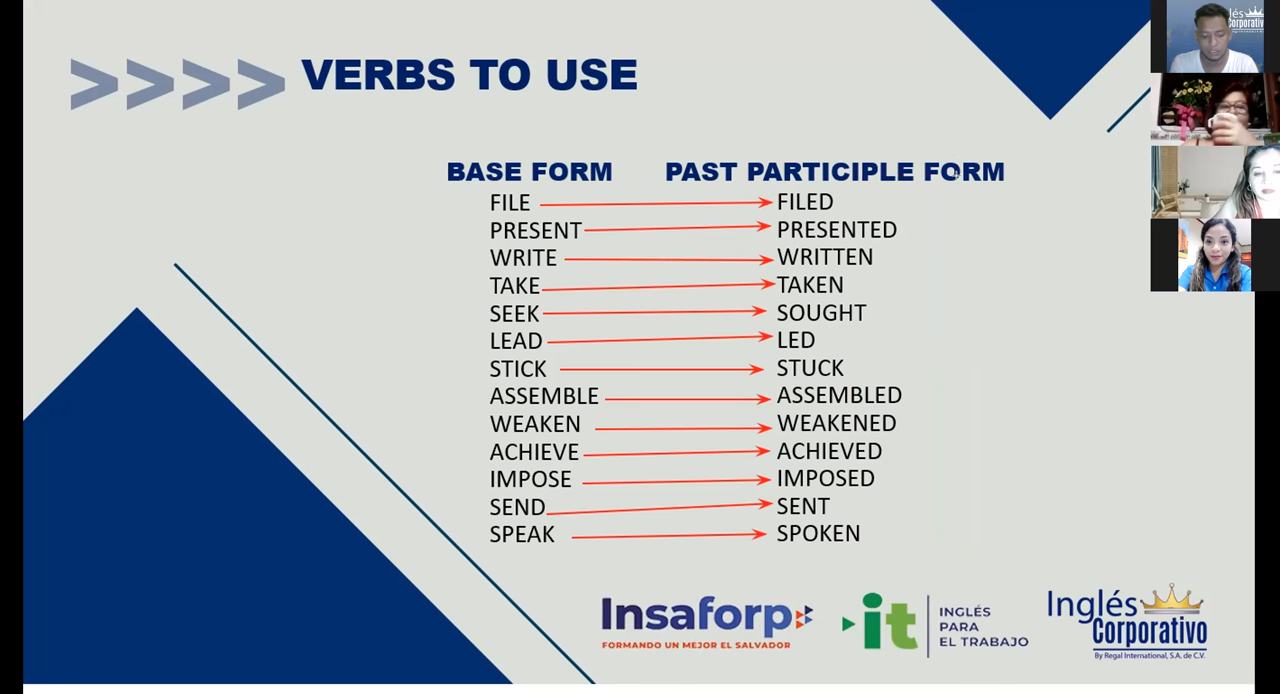 >>>> VERBS TO USE
BASE FORM PAST PARTICIPLE FORM
FILE FILED
PRESENT PRESENTED
WRITE WRITTEN
TAKE TAKEN
SEEK SOUGHT
LEAD LED
STICK STUCK
ASSEMBLE ASSEMBLED
WEAKEN WEAKENED
ACHIEVE ACHIEVED
IMPOSE IMPOSED
SEND SENT
SPEAK SPOKEN
Insaforp
FORMANDO UN MEJOR EL SALVADOR
it
INGLÉS
PARA
EL TRABAJO
Inglés
Corporativo
By Regal International, S.A. de C.V.
lés
Corporativo